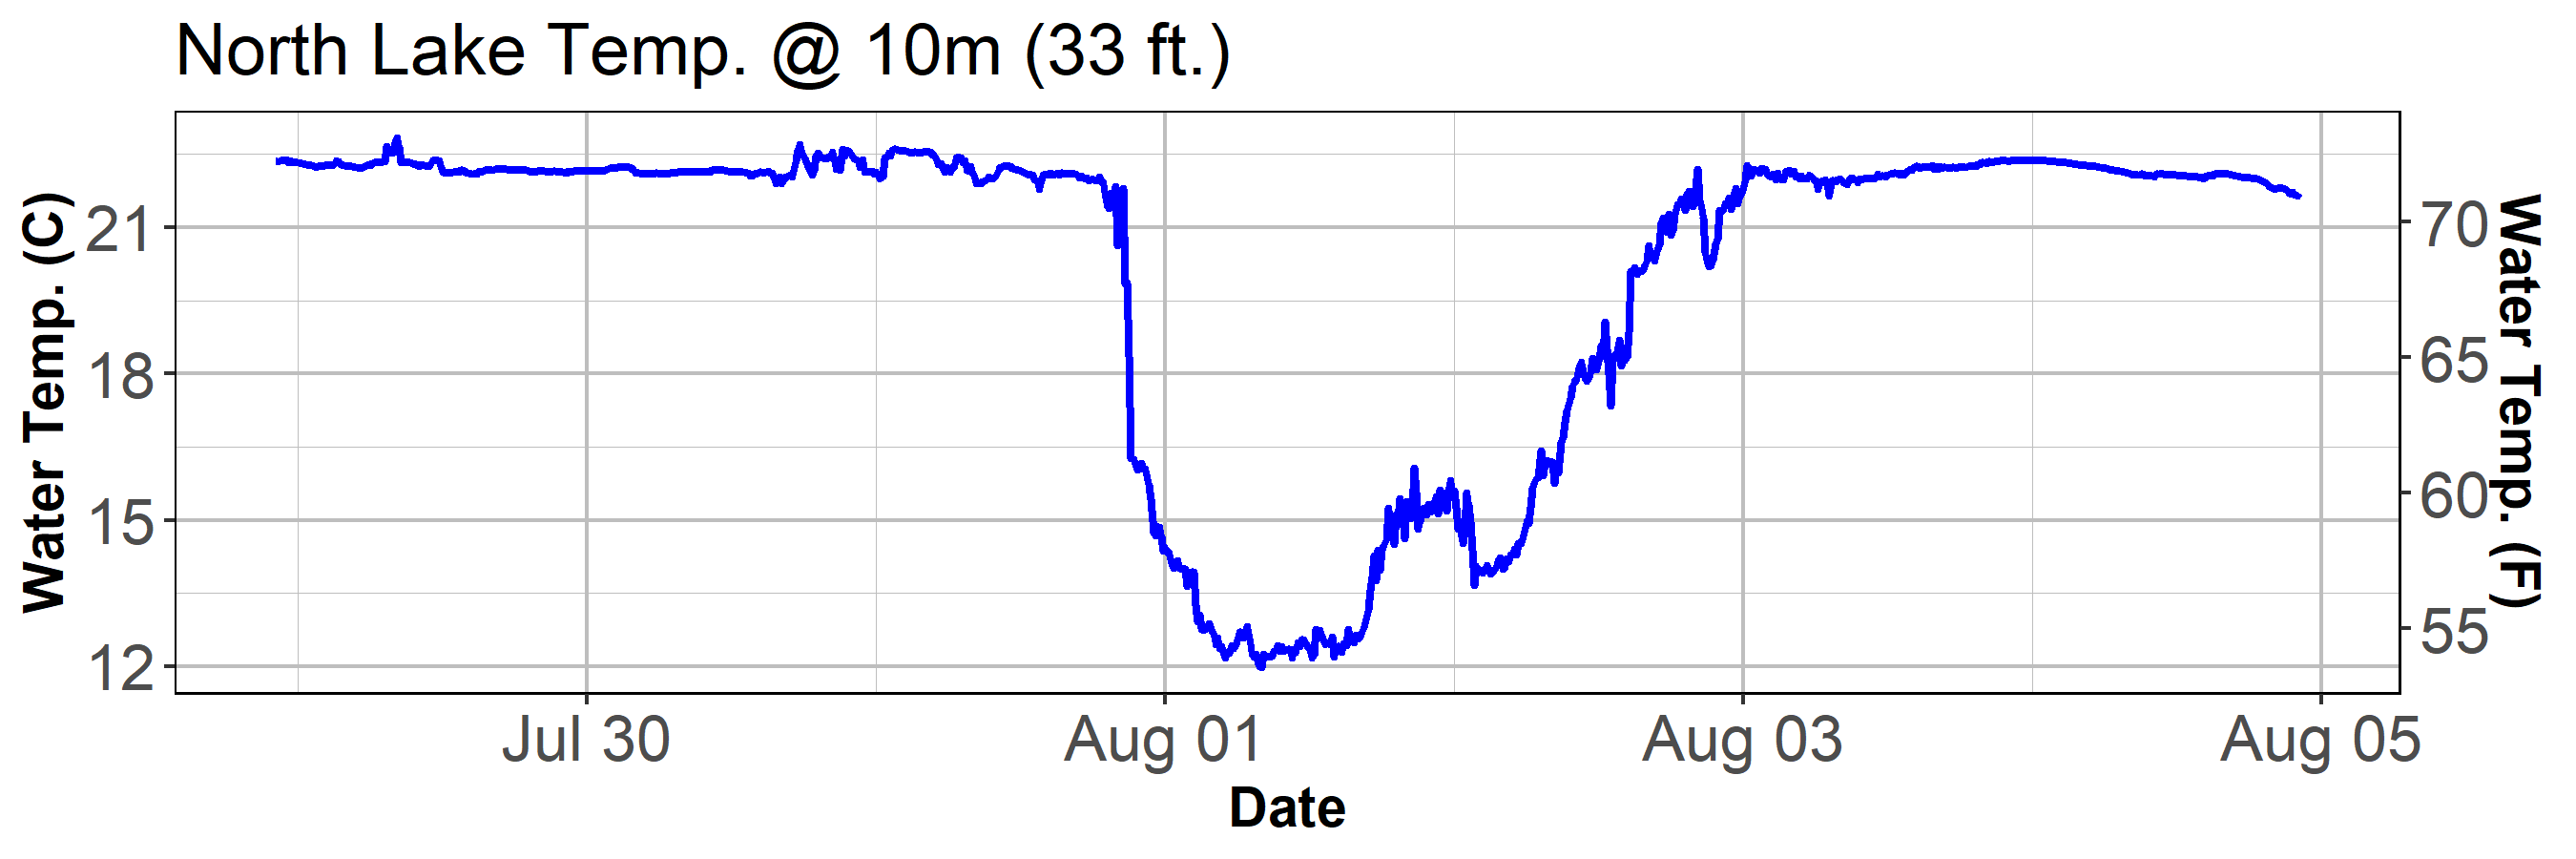 North Lake Temp. @ 10m (33 ft.)
Water Temp. (C)
21
18
15
12
70
65
60
55
Water Temp. (F)
Jul 30
Aug 01
Aug 03
Aug 05
Date